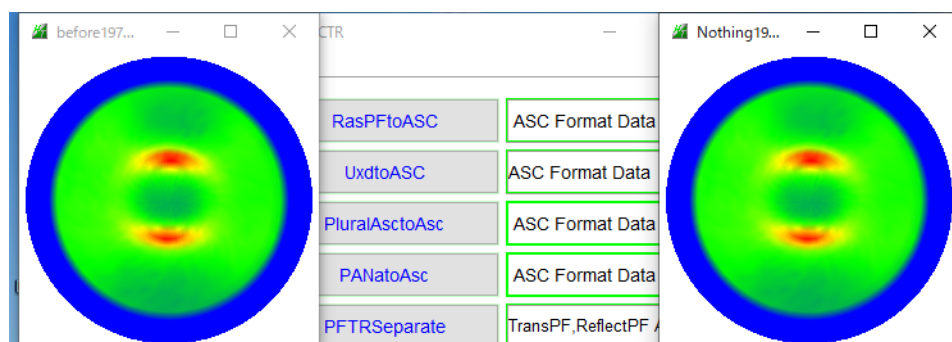 before197...
CTR
Nothing19...
RasPFtoASC
ASC Format Data
UxdtoASC
ASC Format Data
PluralAsctoAsc
ASC Format Data
PANatoAsc
ASC Format Data
PFTRSeparate
TransPF,ReflectPF